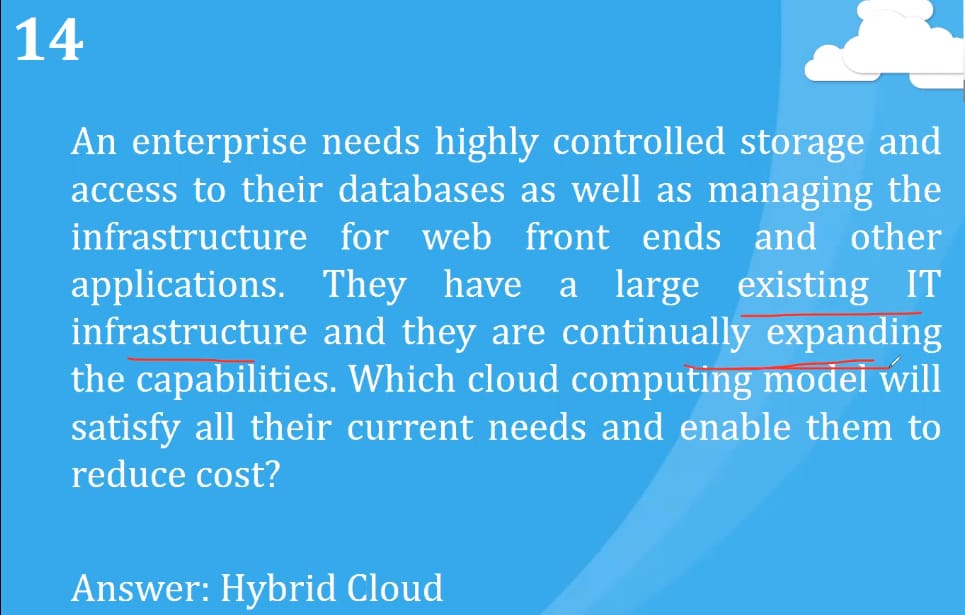 14
An enterprise needs highly controlled storage and
access to their databases as well as managing the
infrastructure for web front ends and other
applications. They have a large existing IT
infrastructure and they are continually expanding
the capabilities. Which cloud computing model will
satisfy all their current needs and enable them to
reduce cost?
Answer: Hybrid Cloud